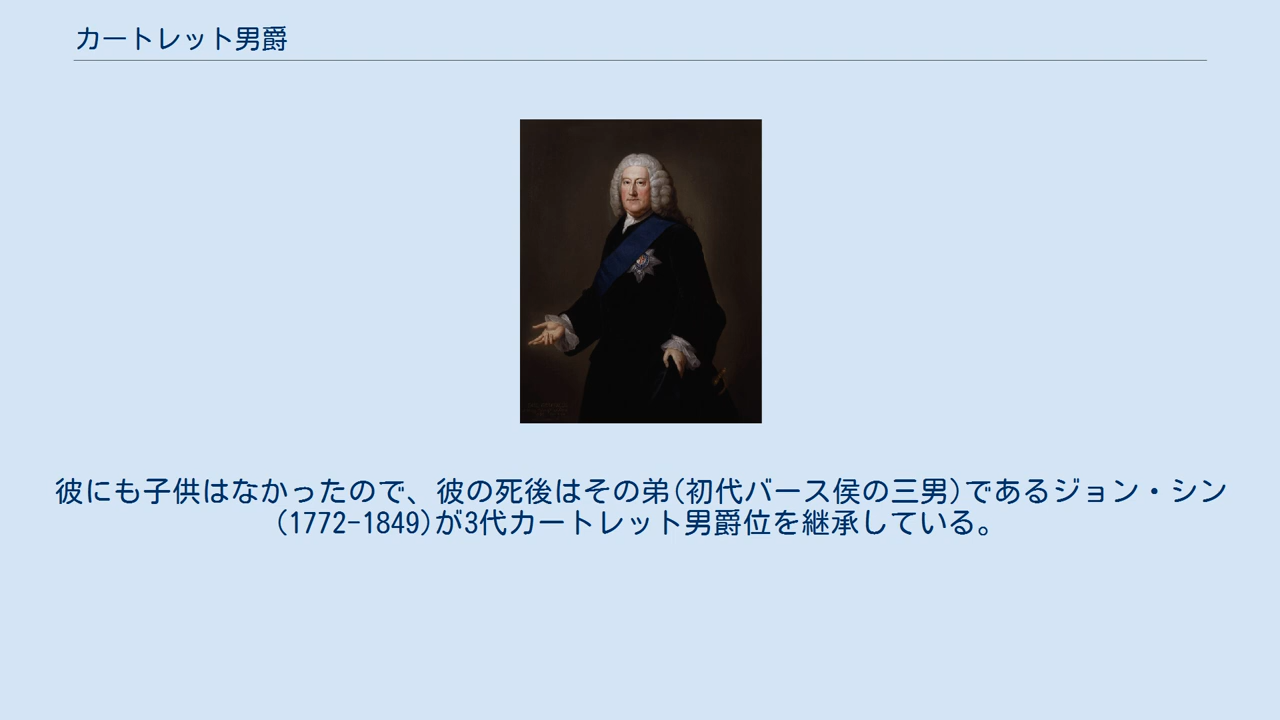 カートレット男爵
彼にも子供はなかったので、彼の死後はその弟(初代バース侯の三男)であるジョン・シン
(1772-1849)が3代カートレット男爵位を継承している。